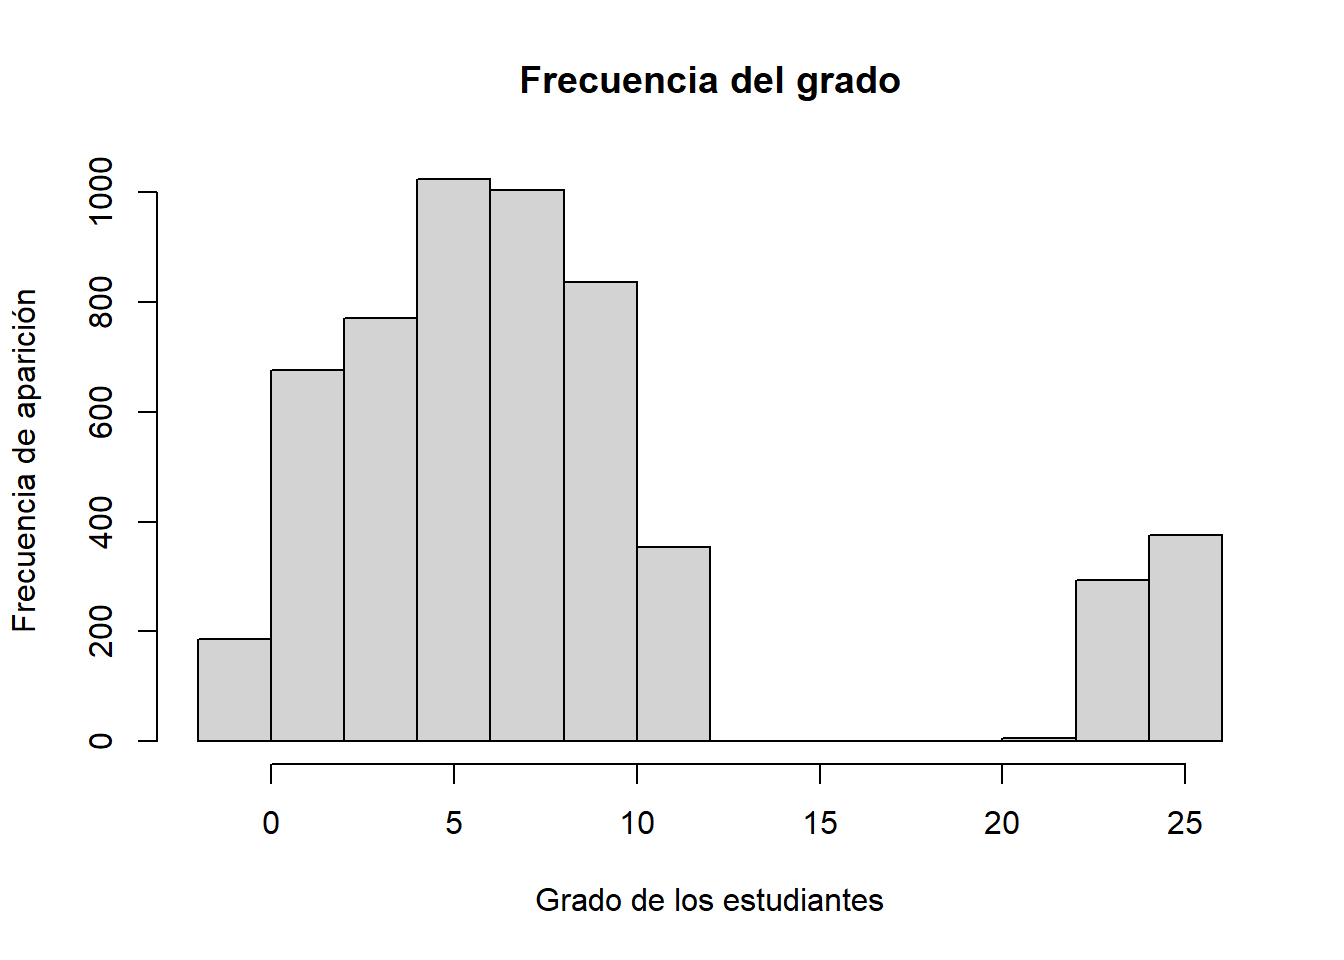 Frecuencia del grado
Frecuencia de aparición
1000
800
600
400
200
0
0 5 10 15 20 25
Grado de los estudiantes